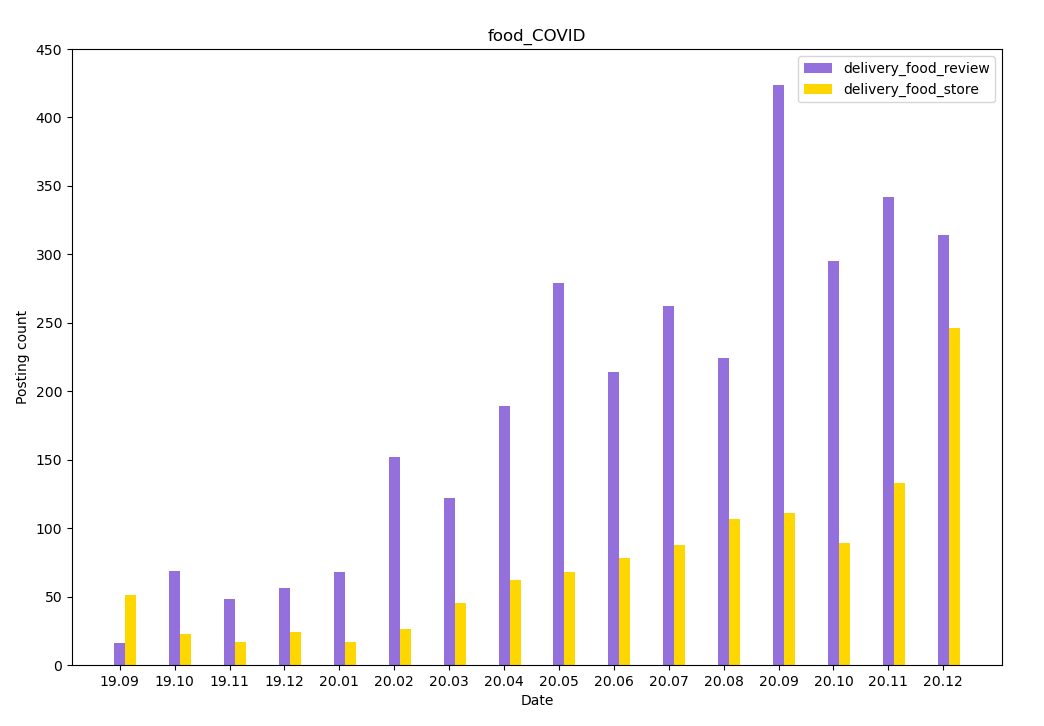 food_COVID
delivery_food_review
delivery_food_store
450
400
350
300
250
200
150
100
50
0
Posting count
19.09 19.10 19.11 19.12 20.01 20.02 20.03 20.04 20.05 20.06 20.07 20.08 20.09 20.10 20.11 20.12
Date